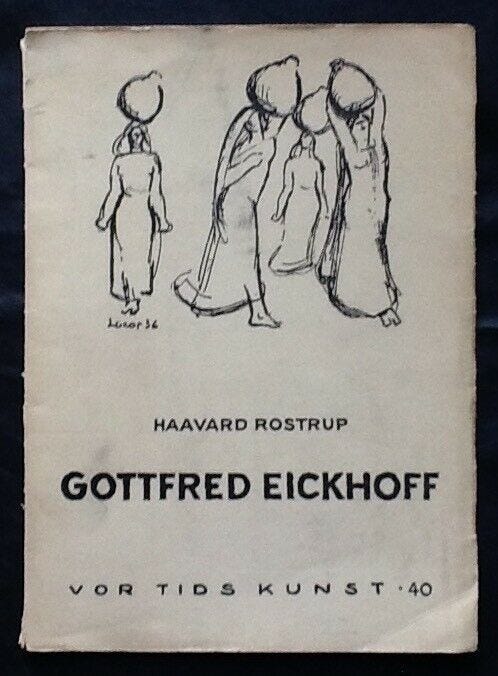 Luxor 36
HAAVARD ROSTRUP
GOTTFRED EICKHOFF
VOR TIDS KUNST · 40